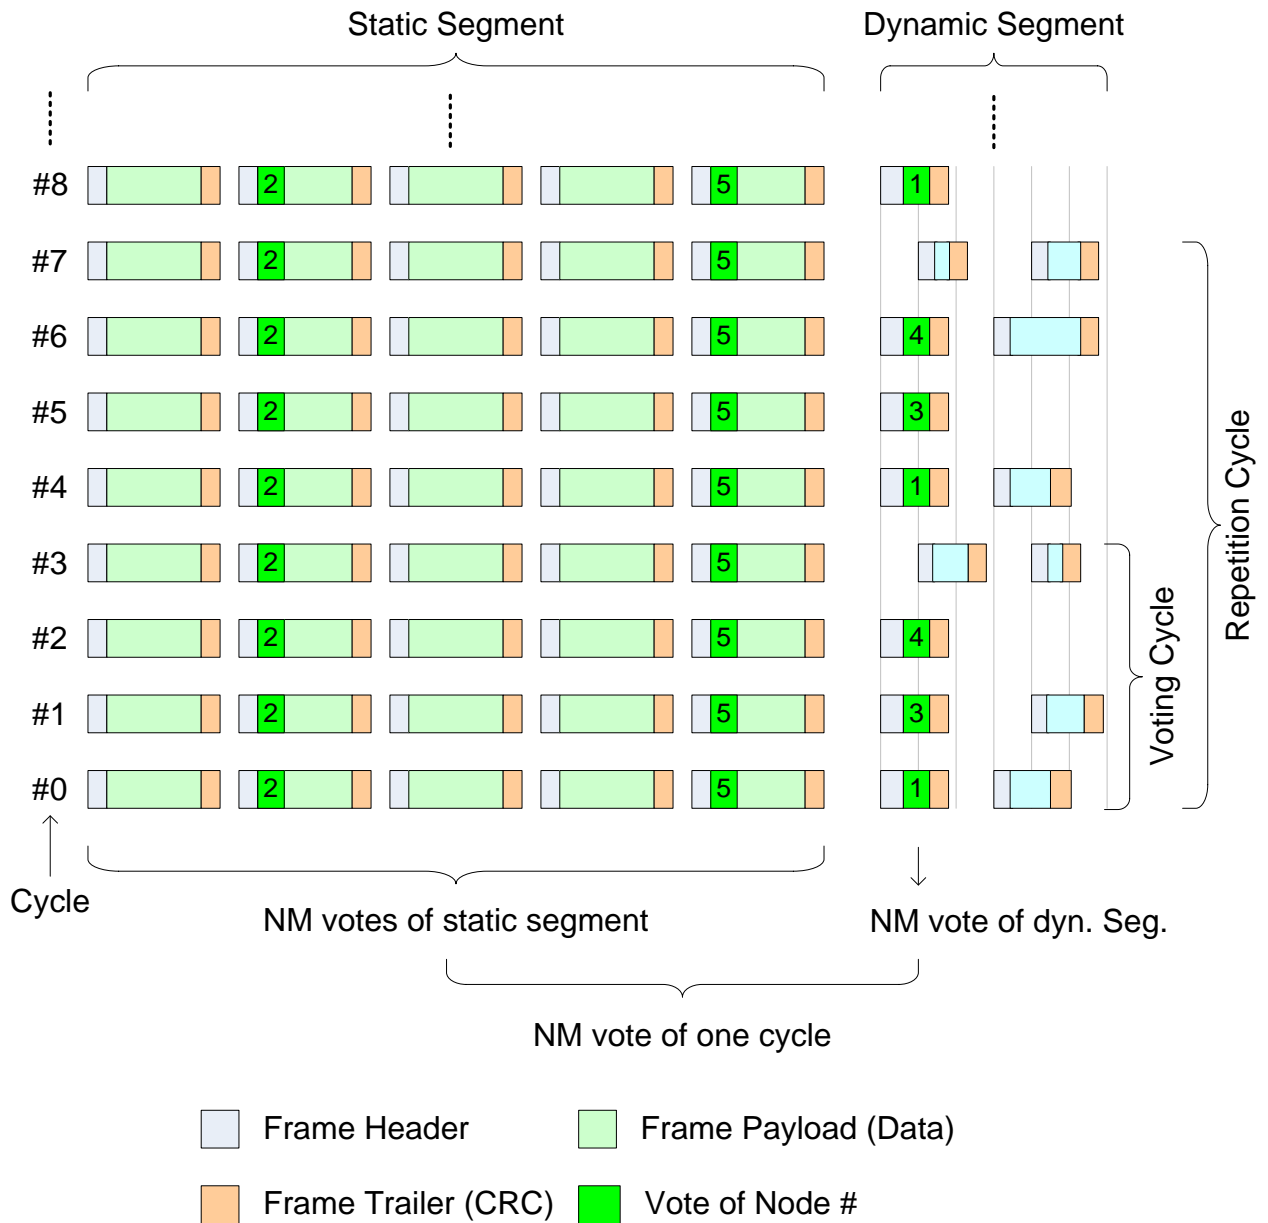 Static Segment
Dynamic Segment
#8 2 5 1
#7 2 5
#6 2 5 4
#5 2 5 3
#4 2 5 1
#3 2 5
#2 2 5 4
#1 2 5 3
#0 2 5 1
Voting Cycle
Repetition Cycle
Cycle
NM votes of static segment
NM vote of dyn. Seg.
NM vote of one cycle
Frame Header
Frame Payload (Data)
Frame Trailer (CRC)
Vote of Node #